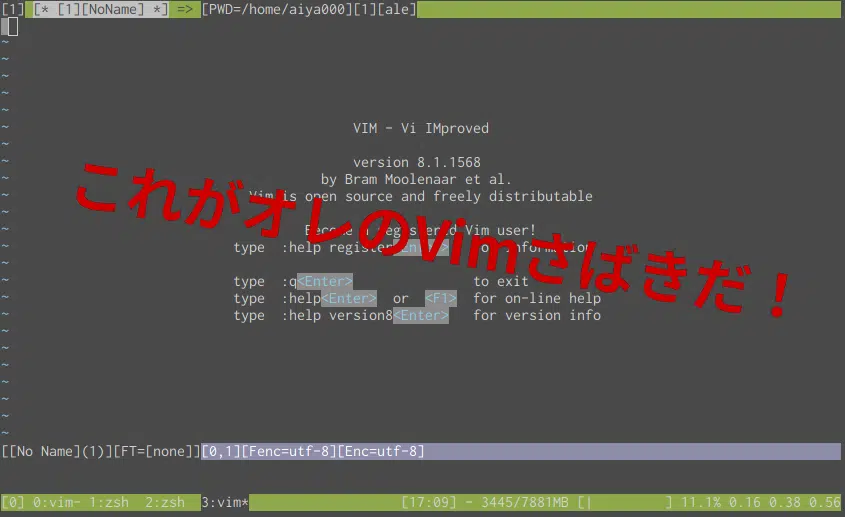 [1] [* [1][NoName] *] => [PWD=/home/aiya000][1][ale]
~
~
~
~
~
VIM - Vi IMproved
~
version 8.1.1568
~
by Bram Moolenaar et al.
~
Vim is open source and freely distributable
~
これがオレのVimさばきだ！
Become a registered Vim user!
~
type :help register<Enter> for information
~
~
type :q<Enter> to exit
~
type :help<Enter> or <F1> for on-line help
~
type :help version8<Enter> for version info
~
~
~
~
~
~
~
~
[[No Name](1)][FT=[none]][0,1][Fenc=utf-8][Enc=utf-8]
[0] 0:vim- 1:zsh 2:zsh 3:vim* [17:09] - 3445/7881MB [| ] 11.1% 0.16 0.38 0.56